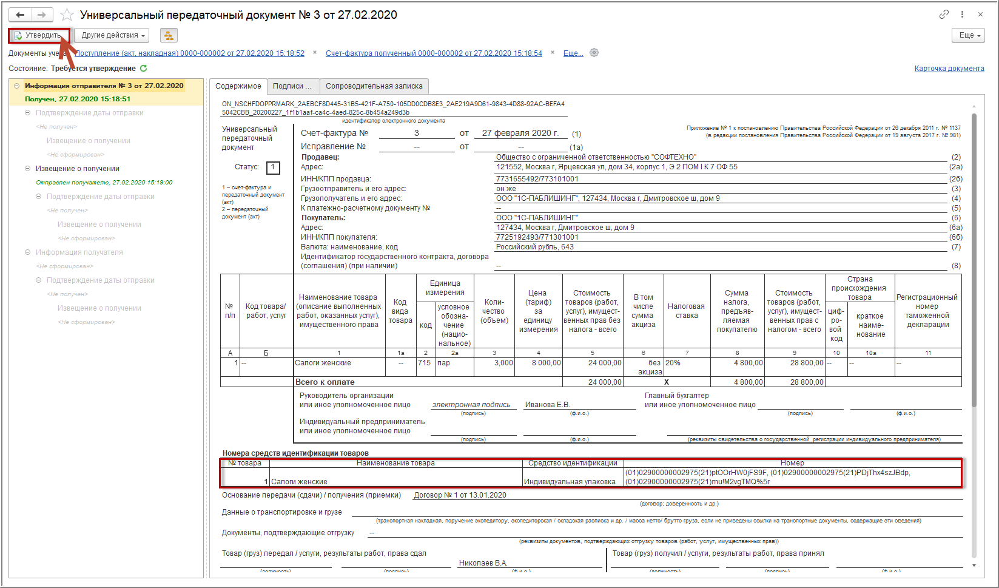 Универсальный передаточный документ № 3 от 27.02.2020
Утвердить
Другие действия
Еще
Документы учета
Поступление (акт, накладная) 0000-000002 от 27.02.2020 15:18:52
×
Счет-фактура полученный 0000-000002 от 27.02.2020 15:18:54
×
Еще...
Состояние: Требуется утверждение
Карточка документа
Информация отправителя № 3 от 27.02.2020
Получен, 27.02.2020 15:18:51
Подтверждение даты отправки
<Не получен>
Извещение о получении
<Не сформирован>
Извещение о получении
Отправлен получателю, 27.02.2020 15:19:00
Подтверждение даты отправки
<Не получен>
Извещение о получении
<Не сформирован>
Информация получателя
<Не сформирован>
Подтверждение даты отправки
<Не получен>
Извещение о получении
<Не сформирован>
Содержимое
Подписи ...
Сопроводительная записка
ON_NSCHFDOPPRMARK_2AEBCF8D445-31B5-421F-A750-105DD0CDB8E3_2AE219A9D61-9843-4D88-92AC-BEFA4
5042CBB_20200227_1f1b1aaf-ca4c-4aed-825c-8b454a249d3b
идентификатор электронного документа
Универсальный
передаточный
документ
Статус: 1
1 – счет-фактура и
передаточный документ
(акт)
2 – передаточный
документ (акт)
Счет-фактура № 3 от 27 февраля 2020 г. (1)
Исправление № -- от -- (1а)
Приложение № 1 к постановлению Правительства Российской Федерации от 26 декабря 2011 г. № 1137
(в редакции постановления Правительства Российской Федерации от 19 августа 2017 г. № 981)
Продавец: Общество с ограниченной ответственностью "СОФТЕХНО" (2)
Адрес: 121552, Москва г, Ярцевская ул, дом 34, корпус 1, Э 2 ПОМ I К 7 ОФ 55 (2а)
ИНН/КПП продавца: 7731655492/773101001 (2б)
Грузоотправитель и его адрес: он же (3)
Грузополучатель и его адрес: ООО "1С-ПАБЛИШИНГ", 127434, Москва г, Дмитровское ш, дом 9 (4)
К платежно-расчетному документу № -- (5)
Покупатель: ООО "1С-ПАБЛИШИНГ" (6)
Адрес: 127434, Москва г, Дмитровское ш, дом 9 (6а)
ИНН/КПП покупателя: 7725192493/771301001 (6б)
Валюта: наименование, код Российский рубль, 643 (7)
Идентификатор государственного контракта, договора
(соглашения) (при наличии) -- (8)
№
п/п
Код товара/
работ, услуг
Наименование товара
(описание выполненных
работ, оказанных услуг),
имущественного права
Код
вида
товара
Единица
измерения
код
условное
обозна-
чение
(нацио-
нальное)
Коли-
чество
(объем)
Цена
(тариф)
за
единицу
измерения
Стоимость
товаров (работ,
услуг), имущест-
венных прав без
налога - всего
В том
числе
сумма
акциза
Налоговая
ставка
Сумма
налога,
предъяв-
ляемая
покупателю
Стоимость
товаров (работ,
услуг), имущест-
венных прав с
налогом - всего
Страна
происхождения
товара
циф-
ро-
вой
код
краткое
наиме-
нование
Регистрационный
номер
таможенной
декларации
А Б 1 1а 2 2а 3 4 5 6 7 8 9 10 10а 11
1 -- Сапоги женские -- 715 пар 3,000 8 000,00 24 000,00 без акциза 20% 4 800,00 28 800,00 -- -- --
Всего к оплате 24 000,00 X 4 800,00 28 800,00
Руководитель организации
или иное уполномоченное лицо
электронная подпись
(подпись)
Иванова Е.В.
(ф.и.о.)
Главный бухгалтер
или иное уполномоченное лицо
(подпись)
(ф.и.о.)
Индивидуальный предприниматель
или иное уполномоченное лицо
(подпись)
(ф.и.о.)
(реквизиты свидетельства о государственной регистрации индивидуального предпринимателя)
Номера средств идентификации товаров
№ товара Наименование товара Средство идентификации Номер
1 Сапоги женские Индивидуальная упаковка (01)02900000002975(21)ptOOrHW0jFS9F, (01)02900000002975(21)PDjThx4szJBdp,
(01)02900000002975(21)mu!M2vgTMQ%5r
Основание передачи (сдачи) / получения (приемки) Договор № 1 от 13.01.2020
(договор; доверенность и др.)
Данные о транспортировке и грузе
(транспортная накладная, поручение экспедитору, экспедиторская / складская расписка и др. / масса нетто/ брутто груза, если не приведены ссылки на транспортные документы, содержащие эти сведения)
Документы, подтверждающие отгрузку --
(реквизиты документов, подтверждающих отгрузку товаров (работ, услуг, имущественных прав))
Товар (груз) передал / услуги, результаты работ, права сдал
Николаев В.А.
(должность) (подпись) (ф.и.о.)
Товар (груз) получил / услуги, результаты работ, права принял
(должность) (подпись) (ф.и.о.)